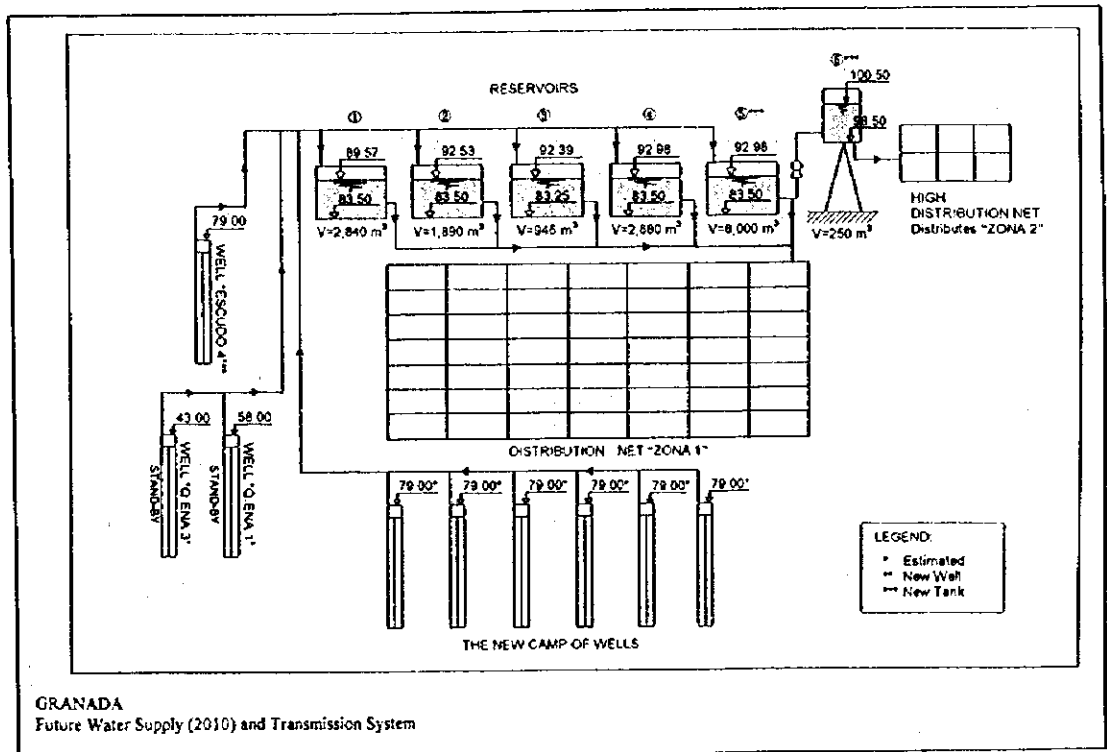 RESERVOIRS
① ② ③ ④ ⑤*** ⑥***
89.57 92.53 92.39 92.98 92.98 100.50
83.50 83.50 83.25 83.50 83.50 98.50
V=2,840 m³ V=1,890 m³ V=945 m³ V=2,880 m³ V=250 m³
HIGH
DISTRIBUTION NET
Distributes "ZONA 2"
79.00
WELL "ESCUDO 4"**
43.00 58.00
WELL "Q.ENA 3"
STAND-BY
WELL "Q.ENA 1"
STAND-BY
DISTRIBUTION NET "ZONA 1"
79.00* 79.00* 79.00* 79.00* 79.00* 79.00*
THE NEW CAMP OF WELLS
LEGEND:
* Estimated
** New Well
*** New Tank
GRANADA
Future Water Supply (2010) and Transmission System